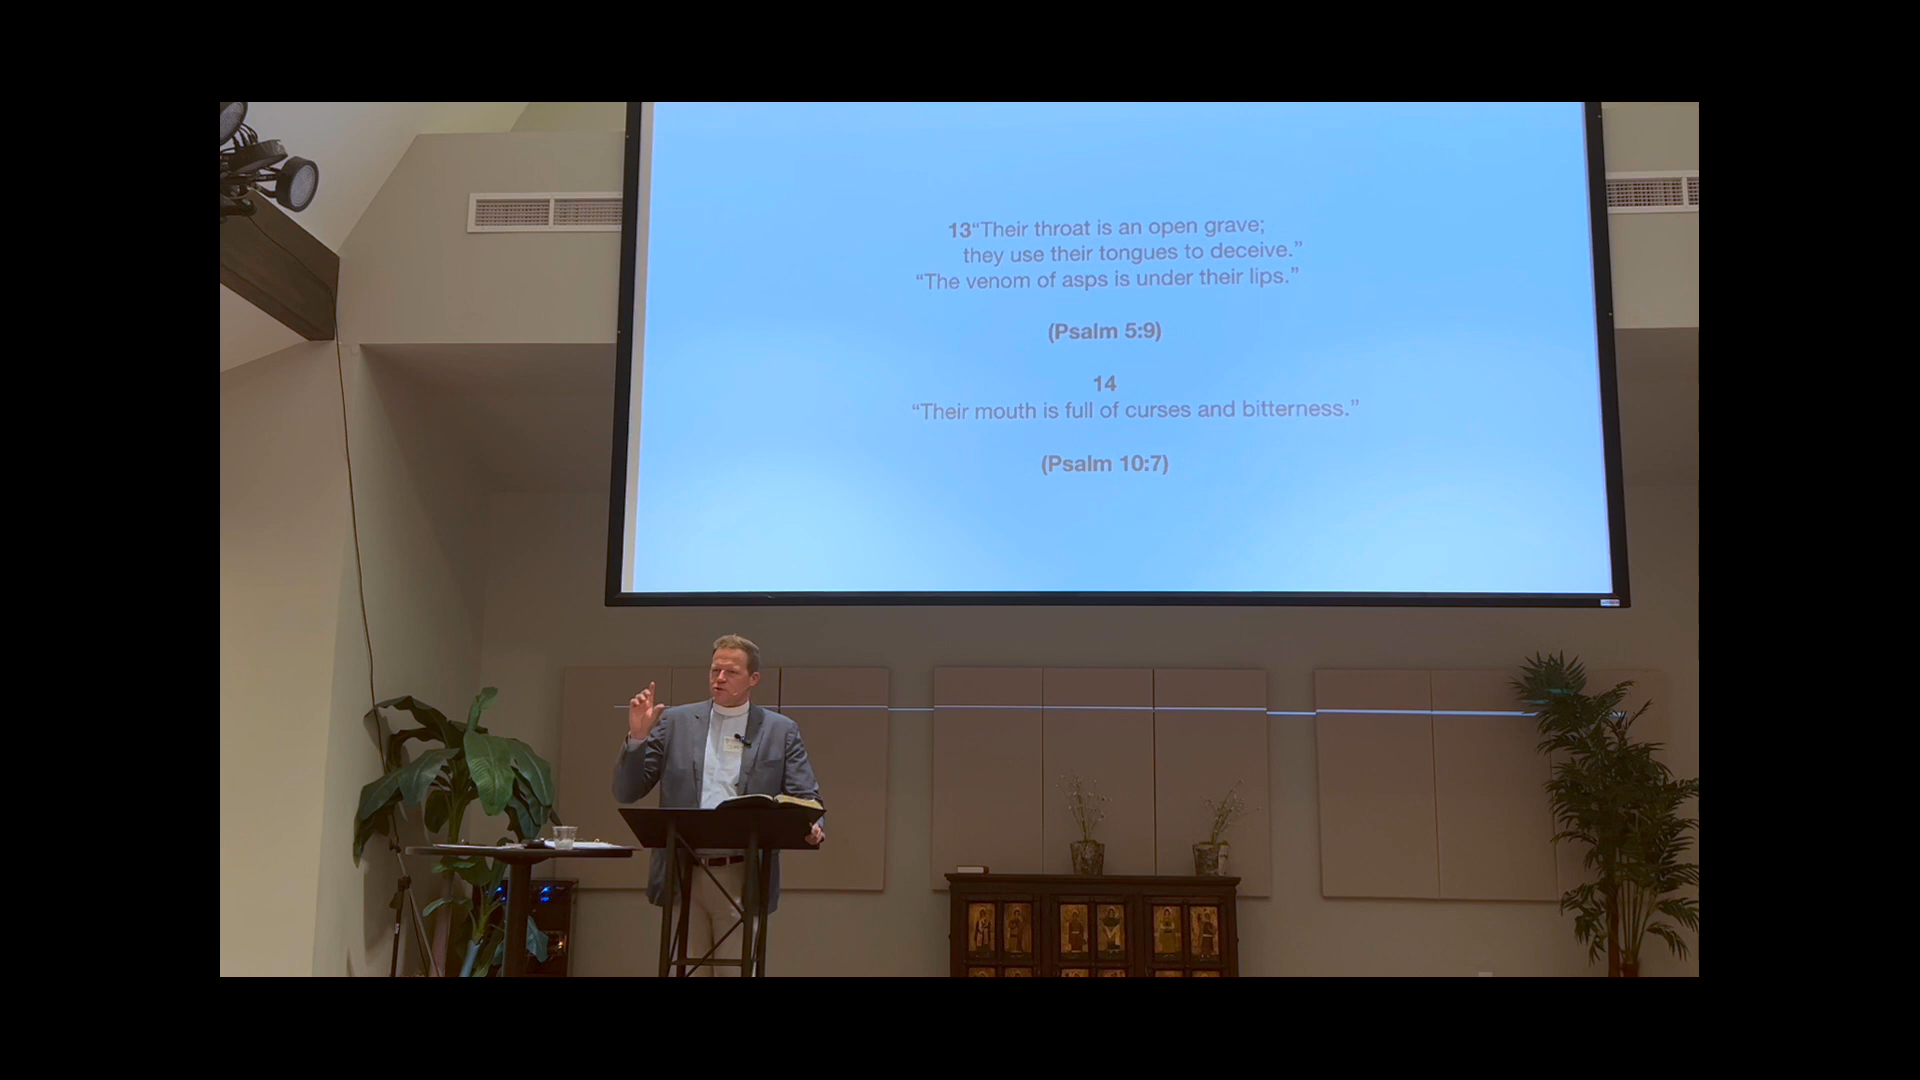 13“Their throat is an open grave;
they use their tongues to deceive.”
“The venom of asps is under their lips.”
(Psalm 5:9)
14
“Their mouth is full of curses and bitterness.”
(Psalm 10:7)